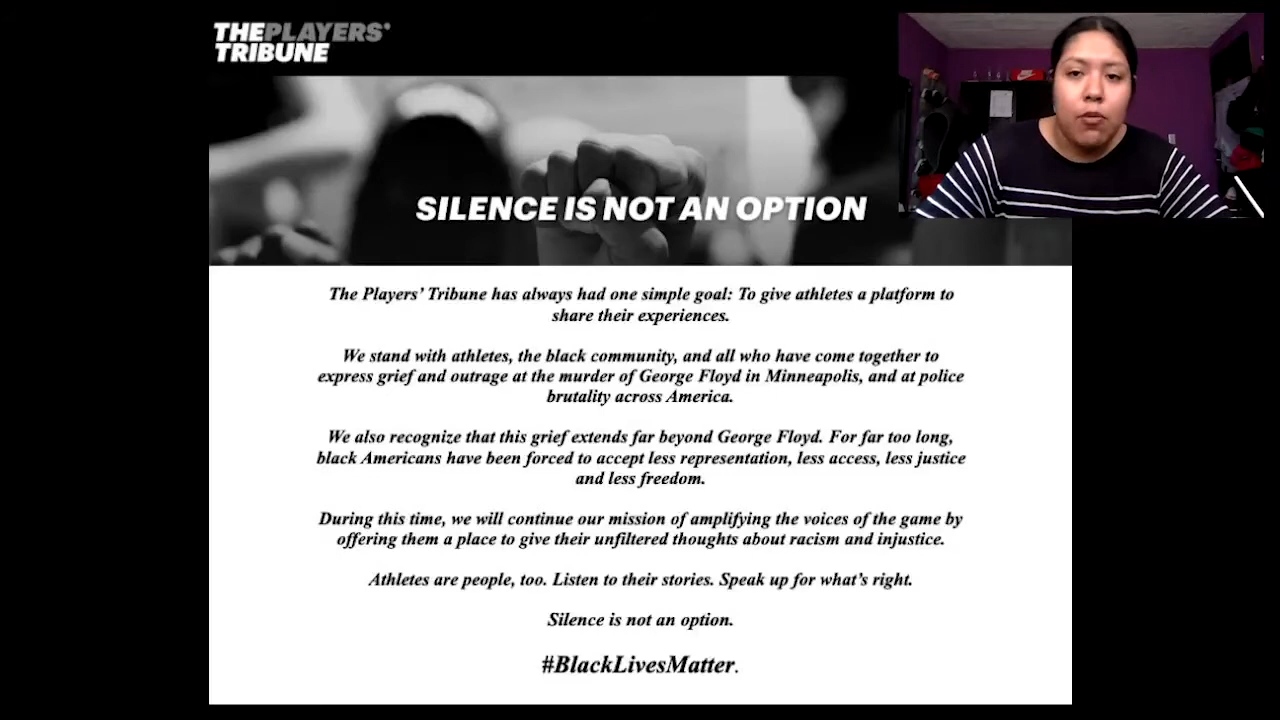 THEPLAYERS'
TRIBUNE
SILENCE IS NOT AN OPTION
The Players’ Tribune has always had one simple goal: To give athletes a platform to
share their experiences.
We stand with athletes, the black community, and all who have come together to
express grief and outrage at the murder of George Floyd in Minneapolis, and at police
brutality across America.
We also recognize that this grief extends far beyond George Floyd. For far too long,
black Americans have been forced to accept less representation, less access, less justice
and less freedom.
During this time, we will continue our mission of amplifying the voices of the game by
offering them a place to give their unfiltered thoughts about racism and injustice.
Athletes are people, too. Listen to their stories. Speak up for what’s right.
Silence is not an option.
#BlackLivesMatter.